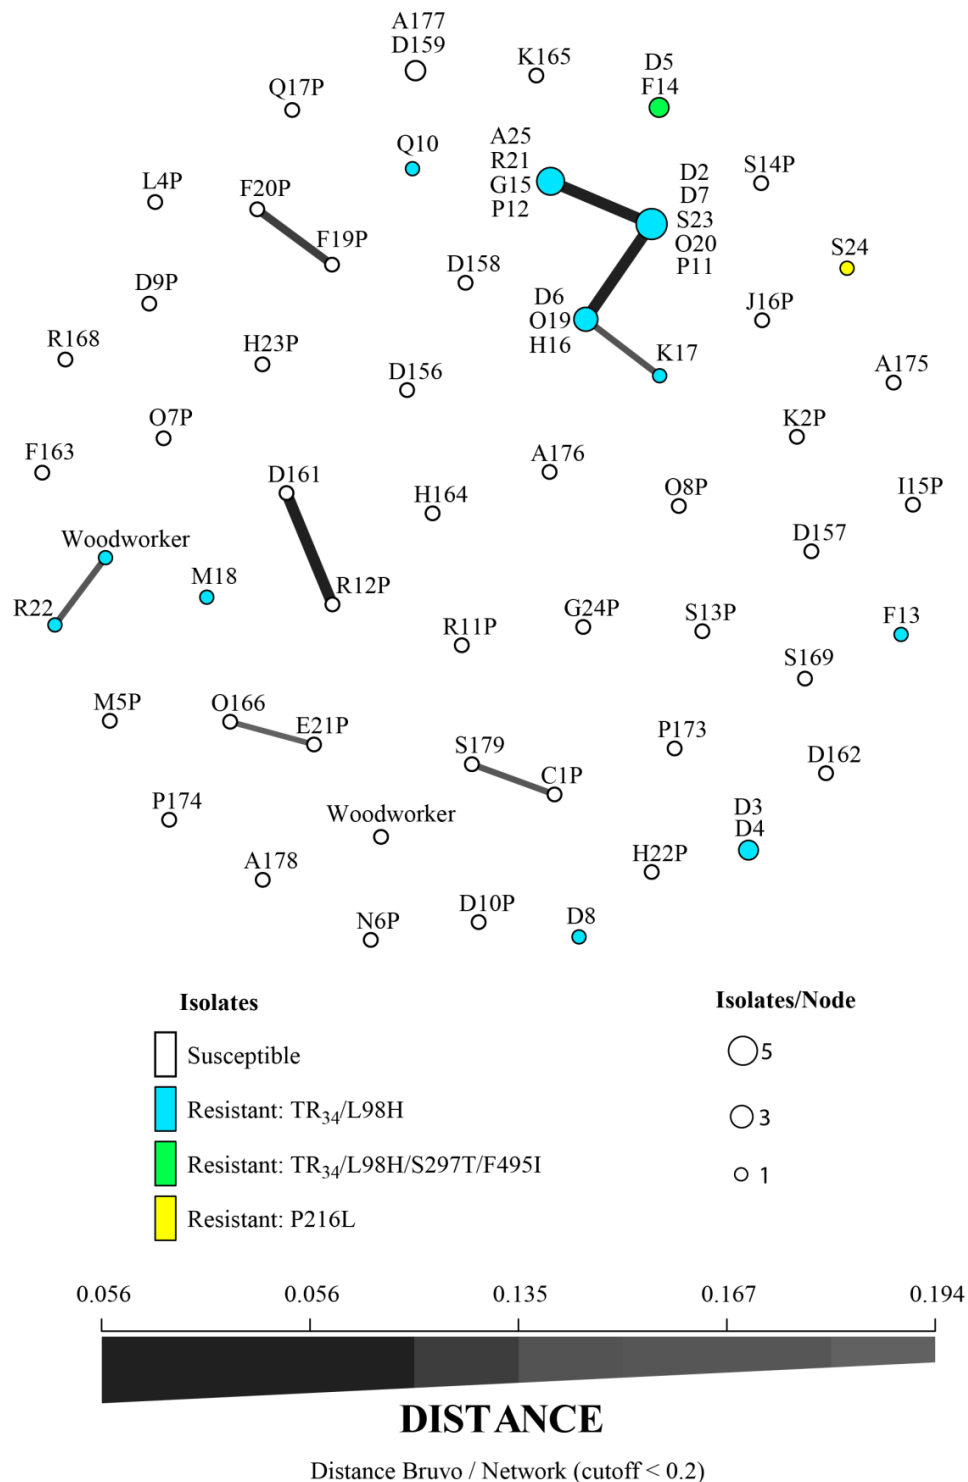 A177
D159
K165
D5
F14
Q17P
Q10
A25
R21
G15
P12
D2
D7
S23
O20
P11
S14P
L4P
F20P
F19P
D158
S24
D9P
D6
O19
H16
J16P
R168
H23P
D156
K17
A175
O7P
K2P
F163
D161
H164
A176
O8P
I15P
Woodworker
D157
R22
M18
R12P
R11P
G24P
S13P
F13
S169
M5P
O166
E21P
S179
C1P
P173
D162
P174
Woodworker
D3
D4
A178
H22P
N6P
D10P
D8
Isolates
Susceptible
Resistant: TR34/L98H
Resistant: TR34/L98H/S297T/F495I
Resistant: P216L
Isolates/Node
5
3
1
0.056 0.056 0.135 0.167 0.194
DISTANCE
Distance Bruvo / Network (cutoff < 0.2)